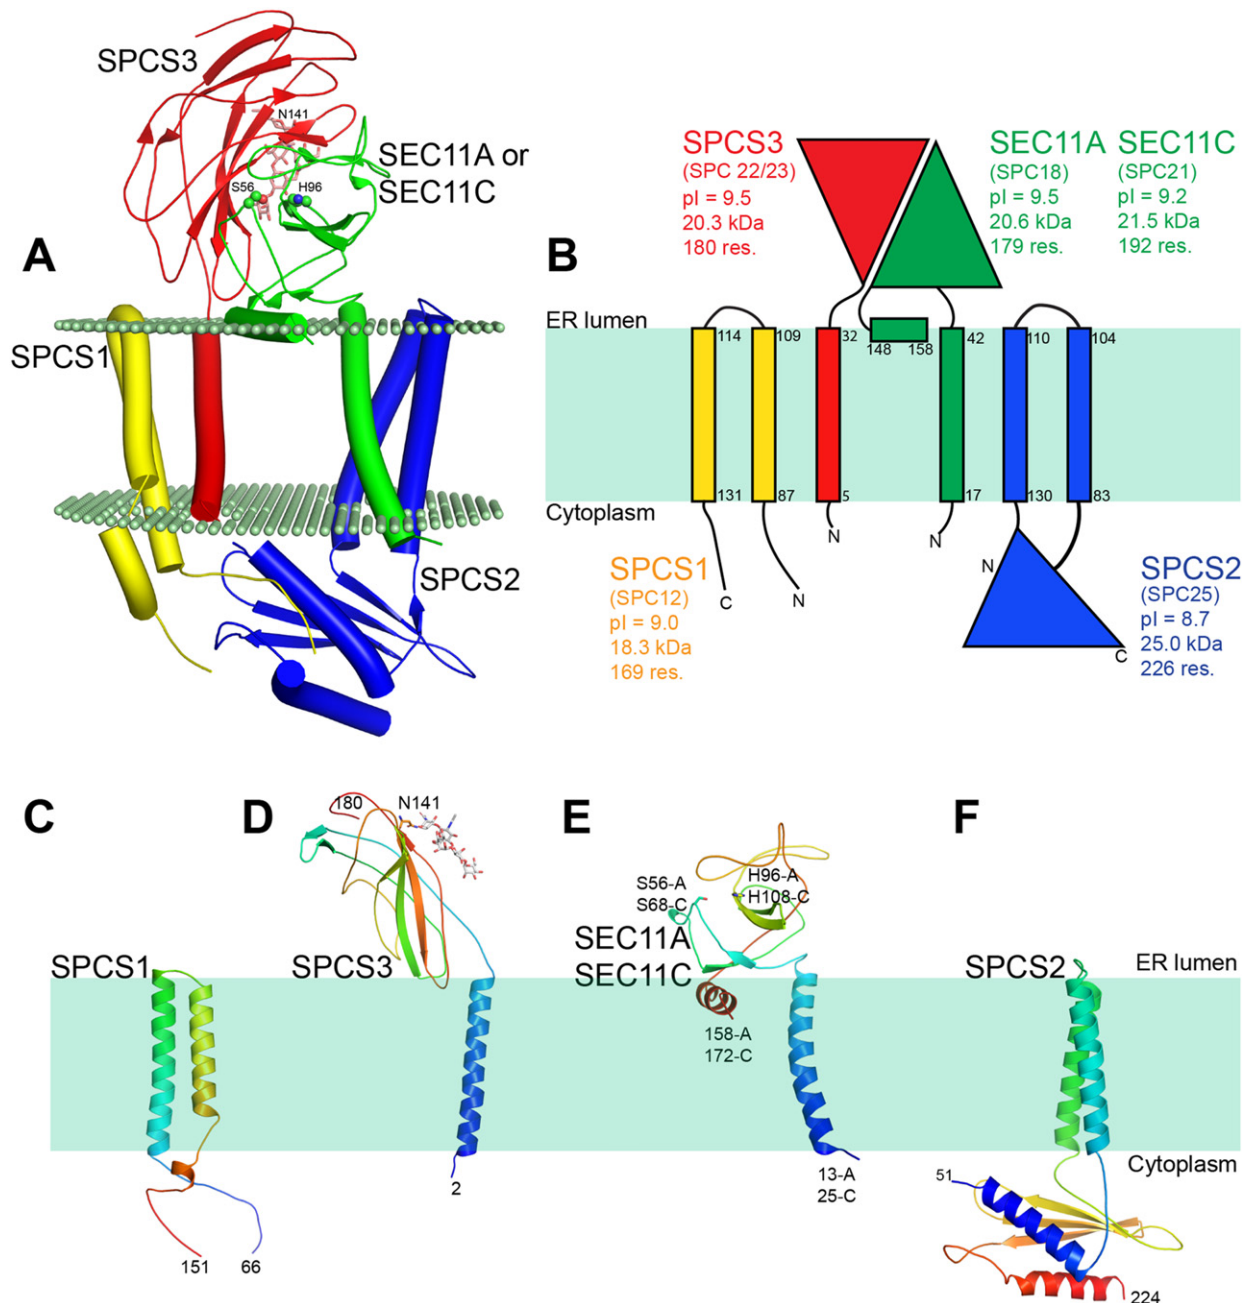 A
SPCS3
N141
SEC11A or
SEC11C
S56
H96
SPCS1
SPCS2
B
SPCS3
(SPC 22/23)
pI = 9.5
20.3 kDa
180 res.
SEC11A
(SPC18)
pI = 9.5
20.6 kDa
179 res.
SEC11C
(SPC21)
pI = 9.2
21.5 kDa
192 res.
ER lumen
114 109 32 148 158 42 110 104
131 87 5 17 130 83
Cytoplasm
N
N
C
N
N
C
SPCS1
(SPC12)
pI = 9.0
18.3 kDa
169 res.
SPCS2
(SPC25)
pI = 8.7
25.0 kDa
226 res.
C
SPCS1
151
66
D
180
N141
SPCS3
2
E
S56-A
S68-C
H96-A
H108-C
SEC11A
SEC11C
158-A
172-C
13-A
25-C
F
SPCS2
ER lumen
Cytoplasm
51
224